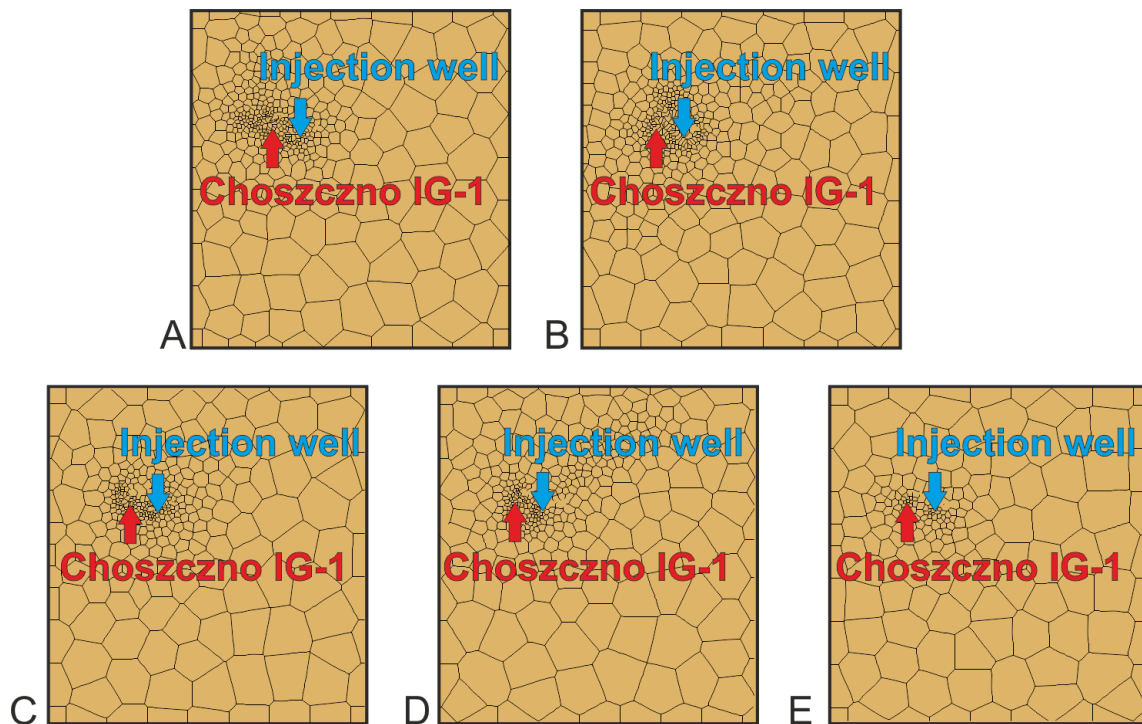 Injection well
Choszczno IG-1
A
Injection well
Choszczno IG-1
B
Injection well
Choszczno IG-1
C
Injection well
Choszczno IG-1
D
Injection well
Choszczno IG-1
E